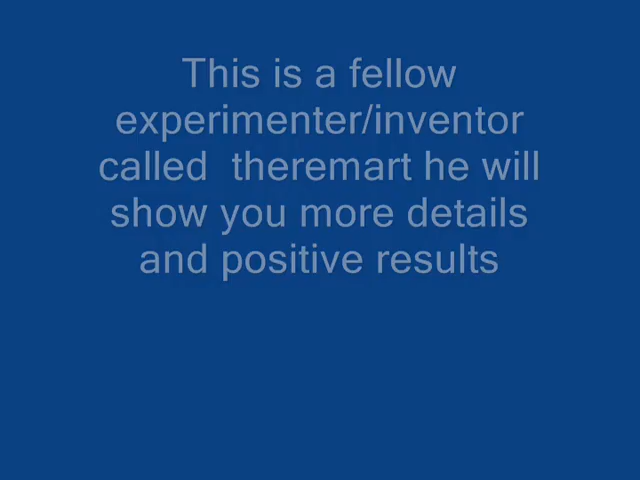 This is a fellow
experimenter/inventor
called  theremart he will
show you more details
and positive results